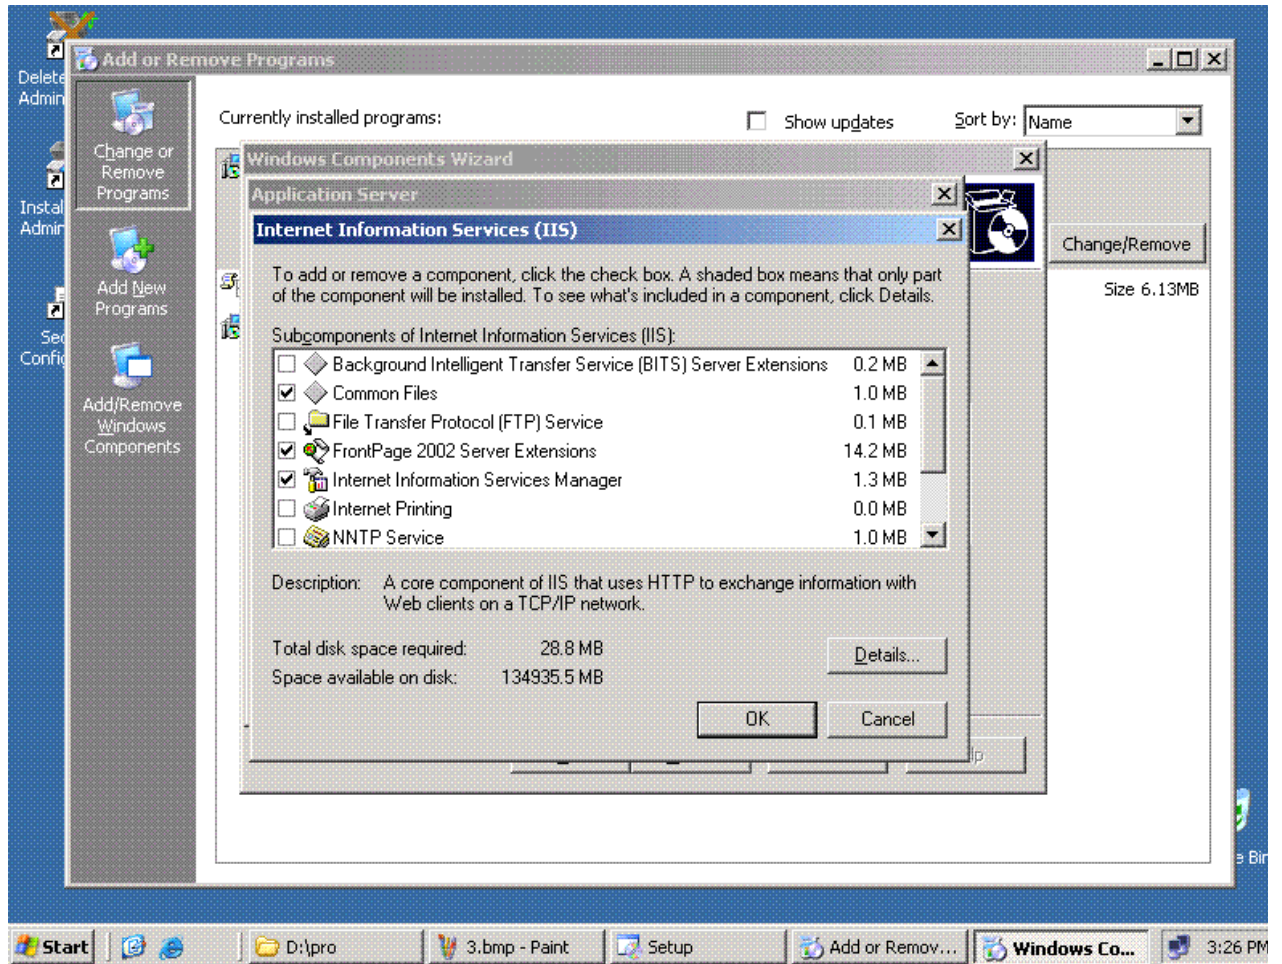 Delete
Admin
Instal
Admin
Sec
Config
Add or Remove Programs
Change or
Remove
Programs
Add New
Programs
Add/Remove
Windows
Components
Currently installed programs:
Show updates
Sort by:
Name
Change/Remove
Size 6.13MB
Windows Components Wizard
Application Server
Internet Information Services (IIS)
To add or remove a component, click the check box. A shaded box means that only part
of the component will be installed. To see what's included in a component, click Details.
Subcomponents of Internet Information Services (IIS):
Background Intelligent Transfer Service (BITS) Server Extensions 0.2 MB
Common Files 1.0 MB
File Transfer Protocol (FTP) Service 0.1 MB
FrontPage 2002 Server Extensions 14.2 MB
Internet Information Services Manager 1.3 MB
Internet Printing 0.0 MB
NNTP Service 1.0 MB
Description: A core component of IIS that uses HTTP to exchange information with
Web clients on a TCP/IP network.
Total disk space required: 28.8 MB
Space available on disk: 134935.5 MB
Details...
OK Cancel
lp
e Bin
Start D:\pro 3.bmp - Paint Setup Add or Remov... Windows Co... 3:26 PM